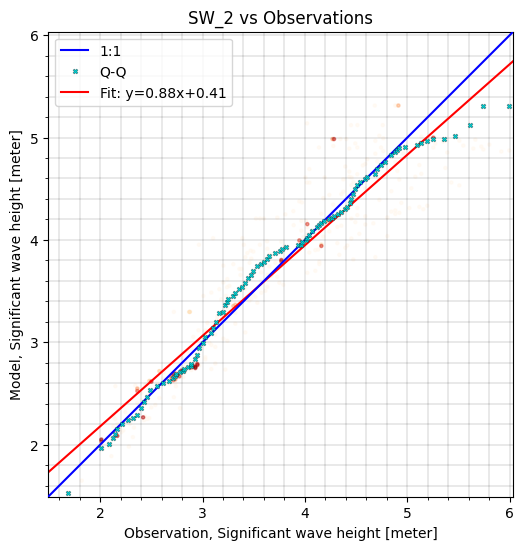 SW_2 vs Observations
1:1
Q-Q
Fit: y=0.88x+0.41
Model, Significant wave height [meter]
6
5
4
3
2
2 3 4 5 6
Observation, Significant wave height [meter]